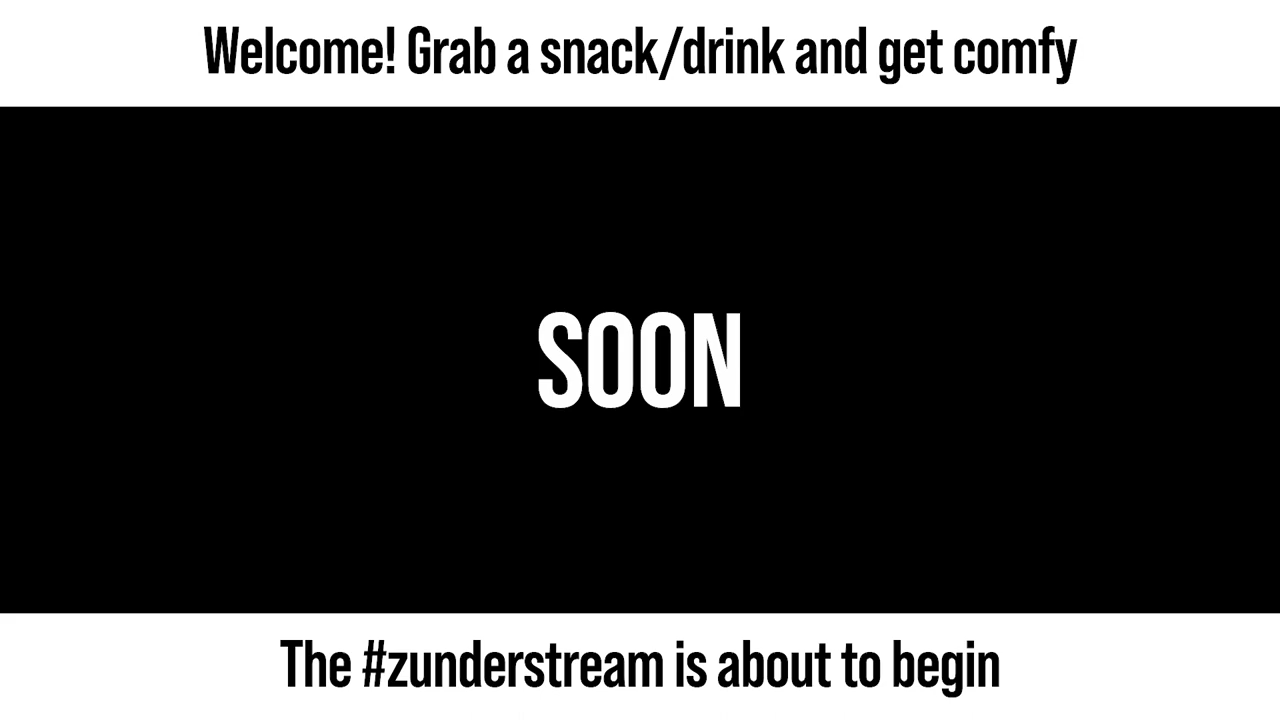 Welcome! Grab a snack/drink and get comfy
SOON
The #zunderstream is about to begin